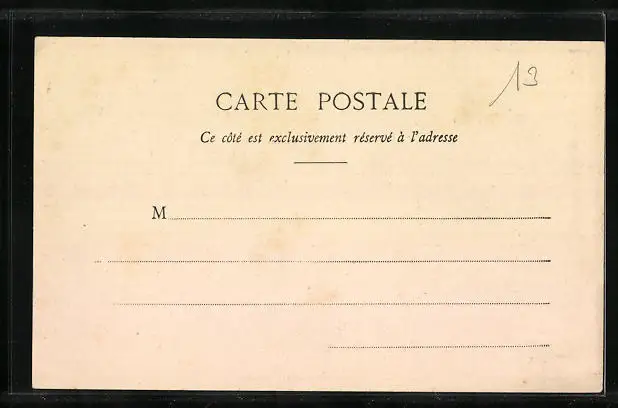 13
CARTE POSTALE
Ce côté est exclusivement réservé à l'adresse
M